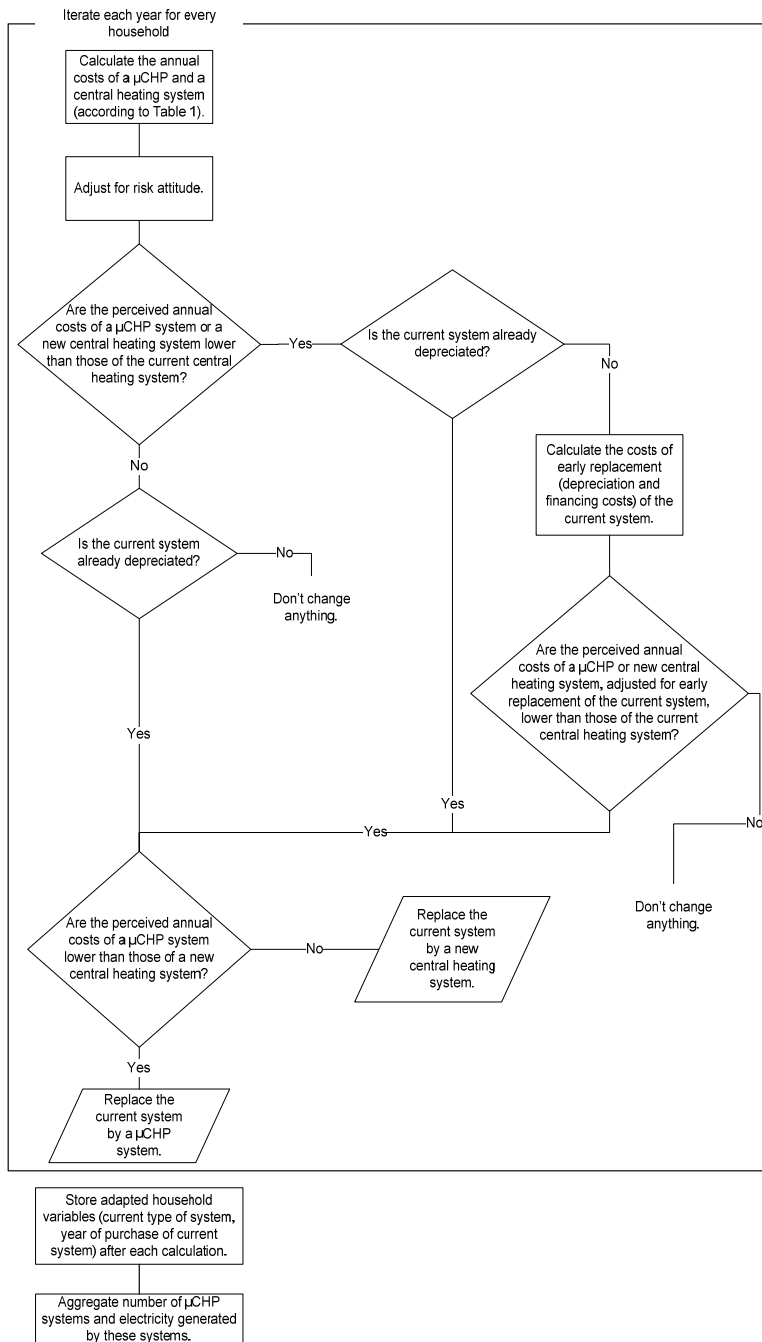 Iterate each year for every
household
Calculate the annual
costs of a µCHP and a
central heating system
(according to Table 1).
Adjust for risk attitude.
Are the perceived annual
costs of a µCHP system or a
new central heating system lower
than those of the current central
heating system?
Yes
Is the current system already
depreciated?
No
Calculate the costs of
early replacement
(depreciation and
financing costs) of the
current system.
No
Is the current system
already depreciated?
No
Don't change
anything.
Are the perceived annual
costs of a µCHP or new central
heating system, adjusted for early
replacement of the current system,
lower than those of the current
central heating system?
Yes
Yes
Yes
No
Don't change
anything.
Are the perceived annual
costs of a µCHP system
lower than those of a new
central heating system?
No
Replace the
current system
by a new
central heating
system.
Yes
Replace the
current system
by a µCHP
system.
Store adapted household
variables (current type of system,
year of purchase of current
system) after each calculation.
Aggregate number of µCHP
systems and electricity generated
by these systems.